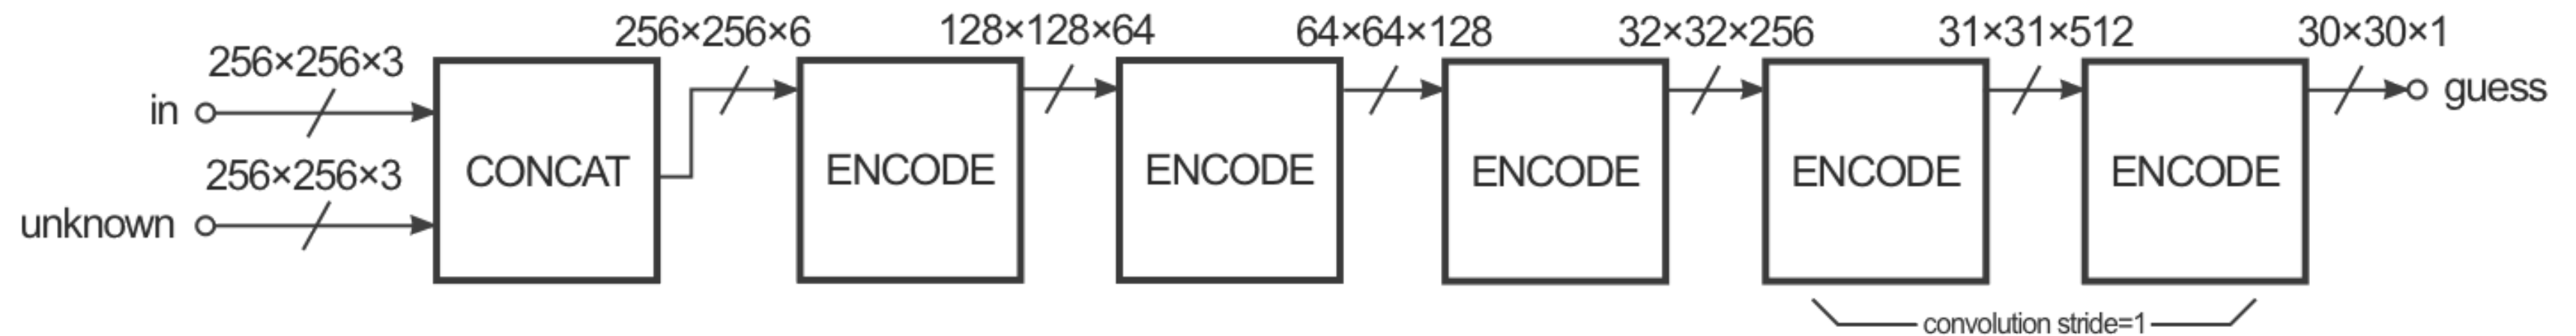 256×256×6
128×128×64
64×64×128
32×32×256
31×31×512
30×30×1
256×256×3
in
guess
256×256×3
unknown
CONCAT
ENCODE
ENCODE
ENCODE
ENCODE
ENCODE
convolution stride=1